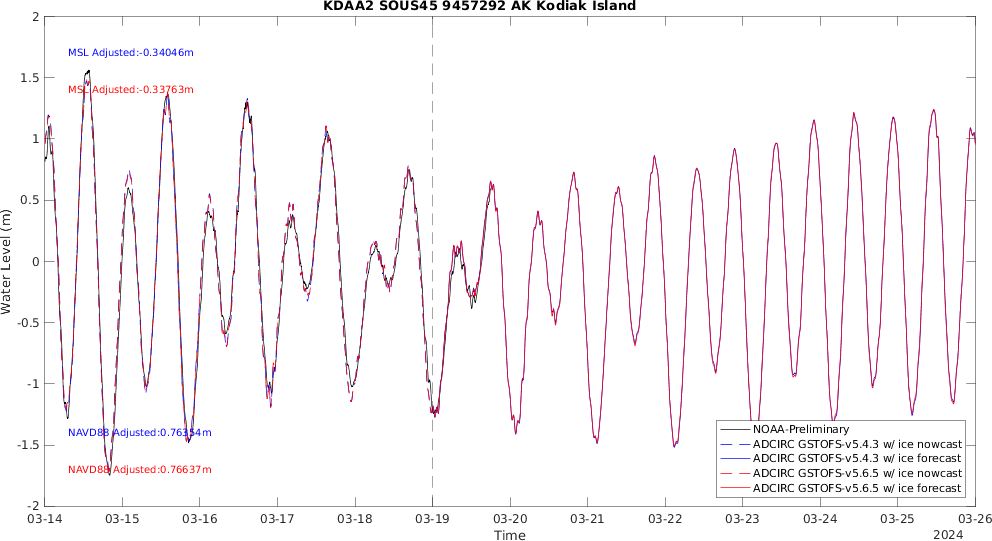 KDAA2 SOUS45 9457292 AK Kodiak Island
Water Level (m)
2
1.5
1
0.5
0
-0.5
-1
-1.5
-2
MSL Adjusted:-0.34046m
MSL Adjusted:-0.33763m
NAVD88 Adjusted:0.76354m
NAVD88 Adjusted:0.76637m
NOAA-Preliminary
ADCIRC GSTOFS-v5.4.3 w/ ice nowcast
ADCIRC GSTOFS-v5.4.3 w/ ice forecast
ADCIRC GSTOFS-v5.6.5 w/ ice nowcast
ADCIRC GSTOFS-v5.6.5 w/ ice forecast
03-14 03-15 03-16 03-17 03-18 03-19 03-20 03-21 03-22 03-23 03-24 03-25 03-26
Time
2024